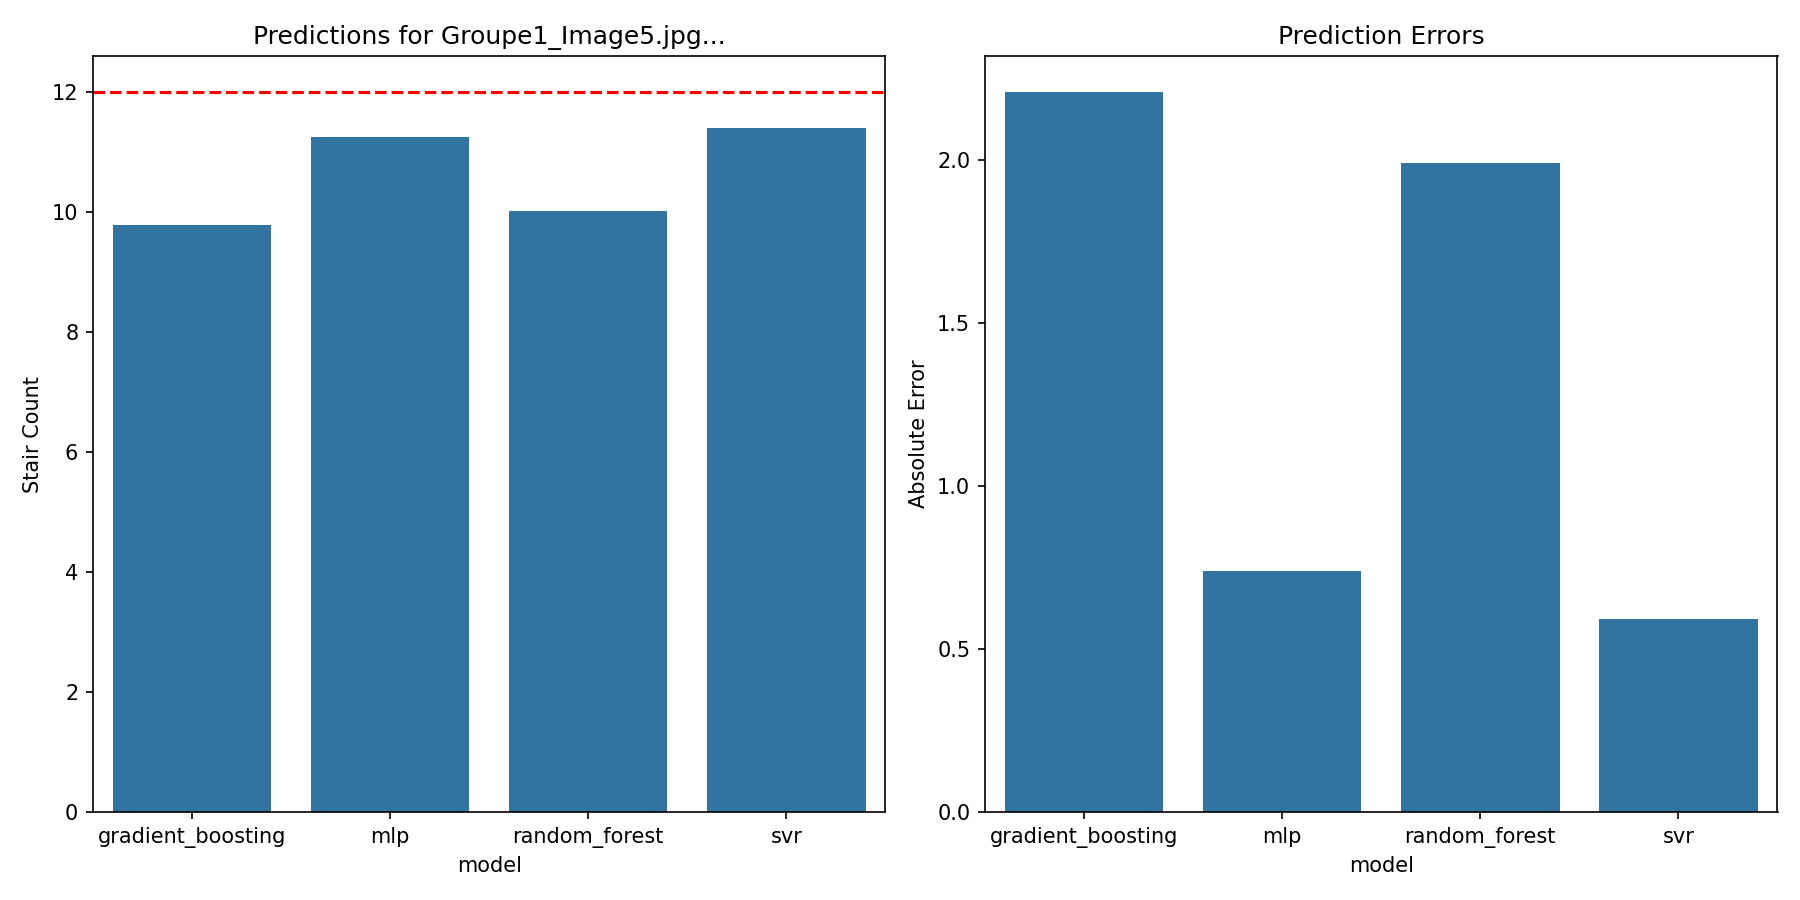 Predictions for Groupe1_Image5.jpg...
12
10
8
6
4
2
0
Stair Count
gradient_boosting mlp random_forest svr
model
Prediction Errors
2.0
1.5
1.0
0.5
0.0
Absolute Error
gradient_boosting mlp random_forest svr
model